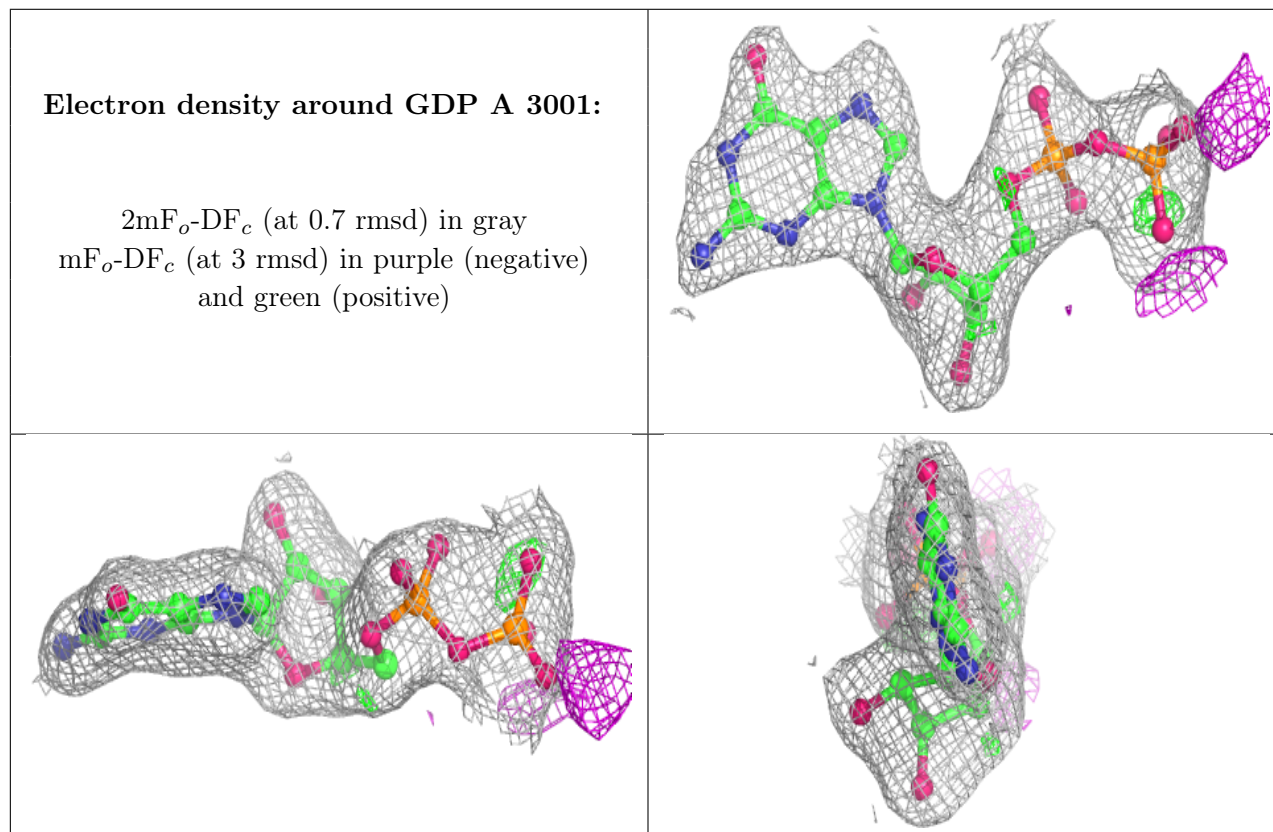 Electron density around GDP A 3001:
2mFo-DFc (at 0.7 rmsd) in gray
mFo-DFc (at 3 rmsd) in purple (negative)
and green (positive)